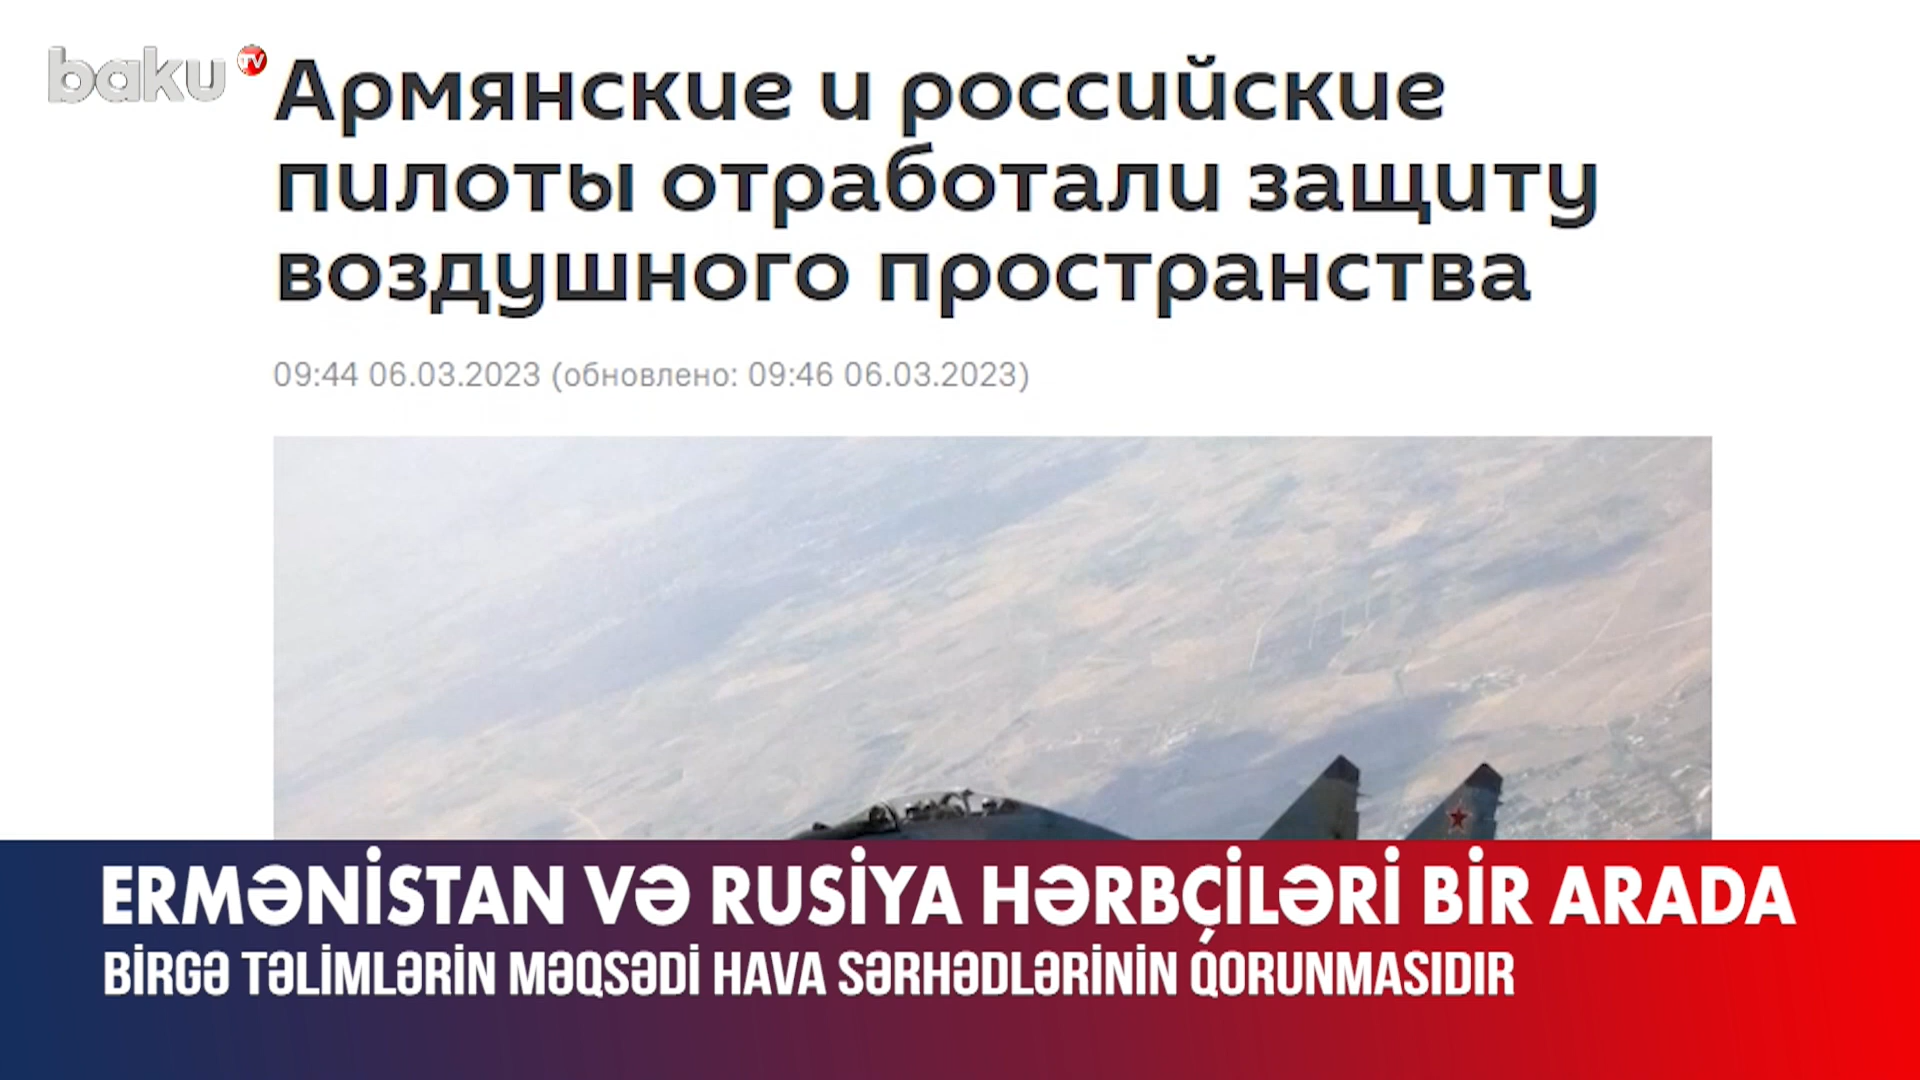 baku TV
Армянские и российские
пилоты отработали защиту
воздушного пространства
09:44 06.03.2023 (обновлено: 09:46 06.03.2023)
ERMƏNİSTAN VƏ RUSİYA HƏRBÇİLƏRİ BİR ARADA
BİRGƏ TƏLİMLƏRİN MƏQSƏDİ HAVA SƏRHƏDLƏRİNİN QORUNMASIDIR